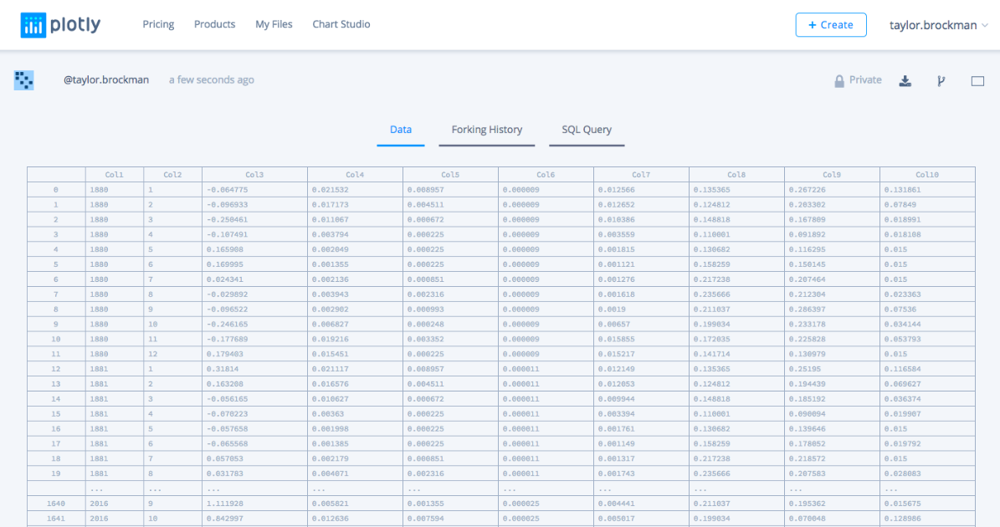 plotly Pricing Products My Files Chart Studio + Create taylor.brockman
@taylor.brockman a few seconds ago Private
Data Forking History SQL Query
Col1 Col2 Col3 Col4 Col5 Col6 Col7 Col8 Col9 Col10
0 1880 1 -0.064775 0.021532 0.008957 0.000009 0.012566 0.135365 0.267226 0.131861
1 1880 2 -0.096933 0.017173 0.004511 0.000009 0.012652 0.124812 0.203302 0.07849
2 1880 3 -0.250461 0.011067 0.000672 0.000009 0.010386 0.148818 0.167809 0.018991
3 1880 4 -0.107491 0.003794 0.000225 0.000009 0.003559 0.110001 0.091892 0.018108
4 1880 5 0.165908 0.002049 0.000225 0.000009 0.001815 0.130682 0.116295 0.015
5 1880 6 0.169995 0.001355 0.000225 0.000009 0.001121 0.158259 0.150145 0.015
6 1880 7 0.024341 0.002136 0.000851 0.000009 0.001276 0.217238 0.207464 0.015
7 1880 8 -0.029892 0.003943 0.002316 0.000009 0.001618 0.235666 0.212304 0.023363
8 1880 9 -0.096522 0.002902 0.000993 0.000009 0.0019 0.211037 0.286397 0.07536
9 1880 10 -0.246165 0.006827 0.000248 0.000009 0.00657 0.199034 0.233178 0.034144
10 1880 11 -0.177689 0.019216 0.003352 0.000009 0.015855 0.172035 0.225828 0.053793
11 1880 12 0.179403 0.015451 0.000225 0.000009 0.015217 0.141714 0.130979 0.015
12 1881 1 0.31814 0.021117 0.008957 0.000011 0.012149 0.135365 0.25195 0.116584
13 1881 2 0.163208 0.016576 0.004511 0.000011 0.012053 0.124812 0.194439 0.069627
14 1881 3 -0.056165 0.010627 0.000672 0.000011 0.009944 0.148818 0.185192 0.036374
15 1881 4 -0.070223 0.00363 0.000225 0.000011 0.003394 0.110001 0.090094 0.019907
16 1881 5 -0.057658 0.001998 0.000225 0.000011 0.001761 0.130682 0.139646 0.015
17 1881 6 -0.065568 0.001385 0.000225 0.000011 0.001149 0.158259 0.178052 0.019792
18 1881 7 0.057053 0.002179 0.000851 0.000011 0.001317 0.217238 0.218572 0.015
19 1881 8 0.031783 0.004071 0.002316 0.000011 0.001743 0.235666 0.207583 0.028083
... ... ... ... ... ... ... ... ... ...
1640 2016 9 1.111928 0.005821 0.001355 0.000025 0.004441 0.211037 0.195362 0.015675
1641 2016 10 0.842997 0.012636 0.007594 0.000025 0.005017 0.199034 0.070048 0.128986